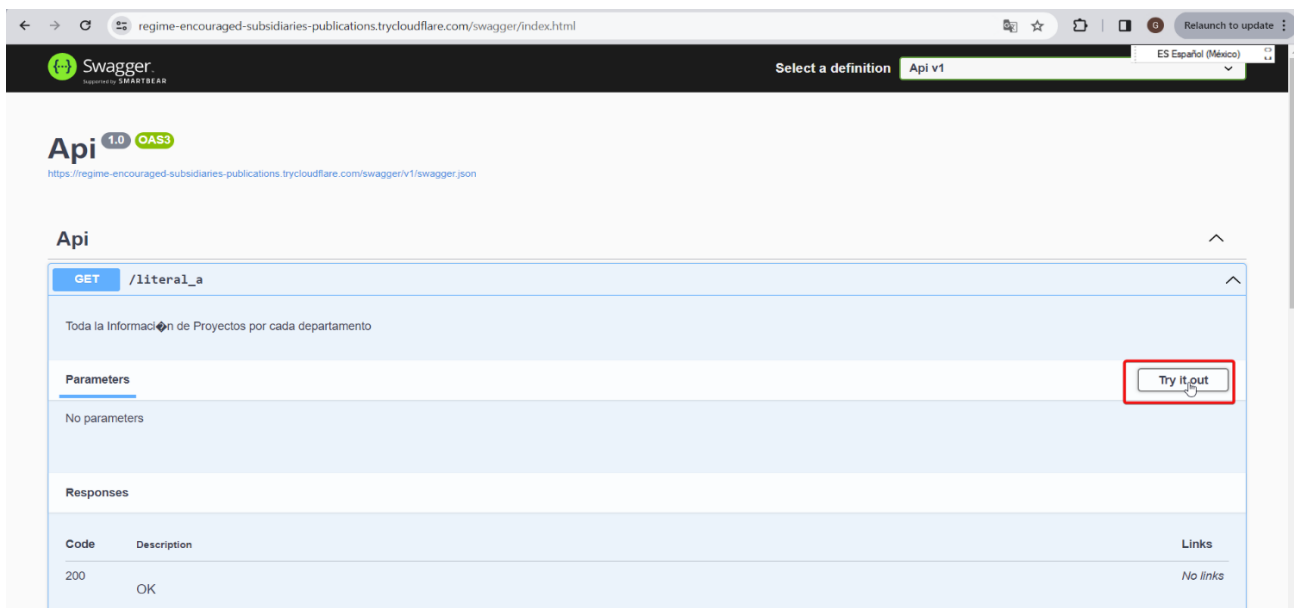 regime-encouraged-subsidiaries-publications.trycloudflare.com/swagger/index.html
G
Relaunch to update
ES Español (México)
Swagger.
Supported by SMARTBEAR
Select a definition
Api v1
Api 1.0 OAS3
https://regime-encouraged-subsidiaries-publications.trycloudflare.com/swagger/v1/swagger.json
Api
GET /literal_a
Toda la Informaci�n de Proyectos por cada departamento
Parameters
Try it out
No parameters
Responses
Code Description Links
200 OK No links